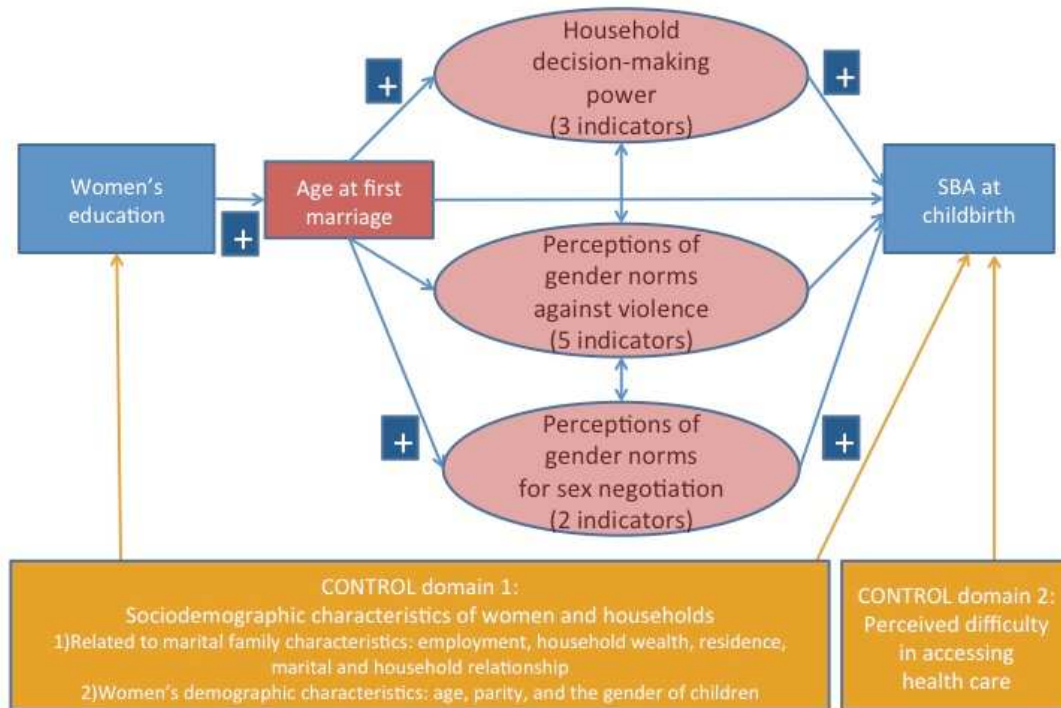 Household
decision-making
power
(3 indicators)
+
+
Women's
education
+
Age at first
marriage
SBA at
childbirth
Perceptions of
gender norms
against violence
(5 indicators)
+
+
Perceptions of
gender norms
for sex negotiation
(2 indicators)
CONTROL domain 1:
Sociodemographic characteristics of women and households
1)Related to marital family characteristics: employment, household wealth, residence,
marital and household relationship
2)Women's demographic characteristics: age, parity, and the gender of children
CONTROL domain 2:
Perceived difficulty
in accessing
health care